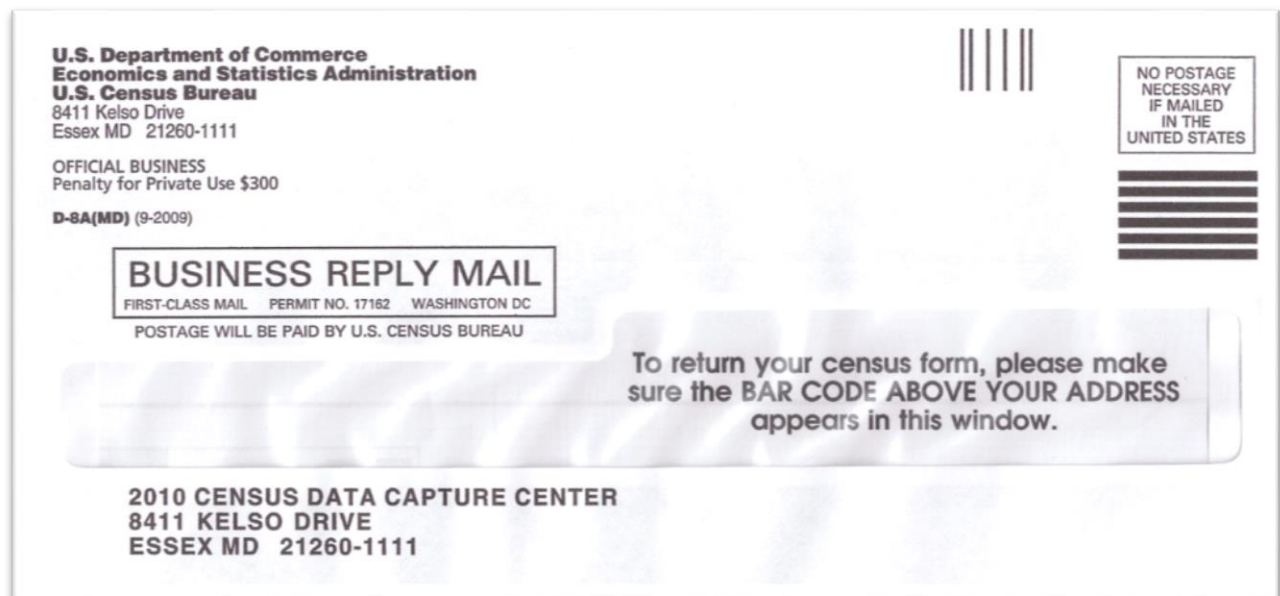 U.S. Department of Commerce
Economics and Statistics Administration
U.S. Census Bureau
8411 Kelso Drive
Essex MD 21260-1111
OFFICIAL BUSINESS
Penalty for Private Use $300
D-8A(MD) (9-2009)
NO POSTAGE
NECESSARY
IF MAILED
IN THE
UNITED STATES
BUSINESS REPLY MAIL
FIRST-CLASS MAIL PERMIT NO. 17162 WASHINGTON DC
POSTAGE WILL BE PAID BY U.S. CENSUS BUREAU
To return your census form, please make
sure the BAR CODE ABOVE YOUR ADDRESS
appears in this window.
2010 CENSUS DATA CAPTURE CENTER
8411 KELSO DRIVE
ESSEX MD 21260-1111